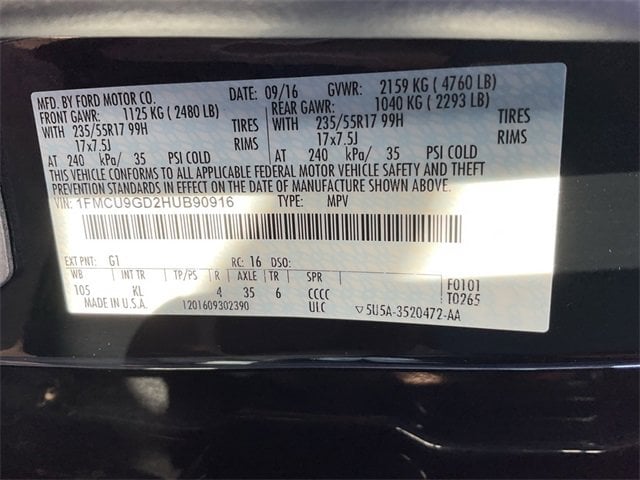 MFD. BY FORD MOTOR CO. DATE: 09/16 GVWR: 2159 KG ( 4760 LB)
FRONT GAWR: 1125 KG ( 2480 LB) REAR GAWR: 1040 KG ( 2293 LB)
WITH 235/55R17 99H TIRES WITH 235/55R17 99H TIRES
17x7.5J RIMS 17x7.5J RIMS
AT 240 kPa/ 35 PSI COLD AT 240 kPa/ 35 PSI COLD
THIS VEHICLE CONFORMS TO ALL APPLICABLE FEDERAL MOTOR VEHICLE SAFETY AND THEFT
PREVENTION STANDARDS IN EFFECT ON THE DATE OF MANUFACTURE SHOWN ABOVE.
VIN: 1FMCU9GD2HUB90916 TYPE: MPV
EXT PNT: G1 RC: 16 DSO:
WB INT TR TP/PS R AXLE TR SPR F0101
105 KL 4 35 6 CCCC T0265
MADE IN U.S.A. 1201609302390 ULC ▽5U5A-3520472-AA